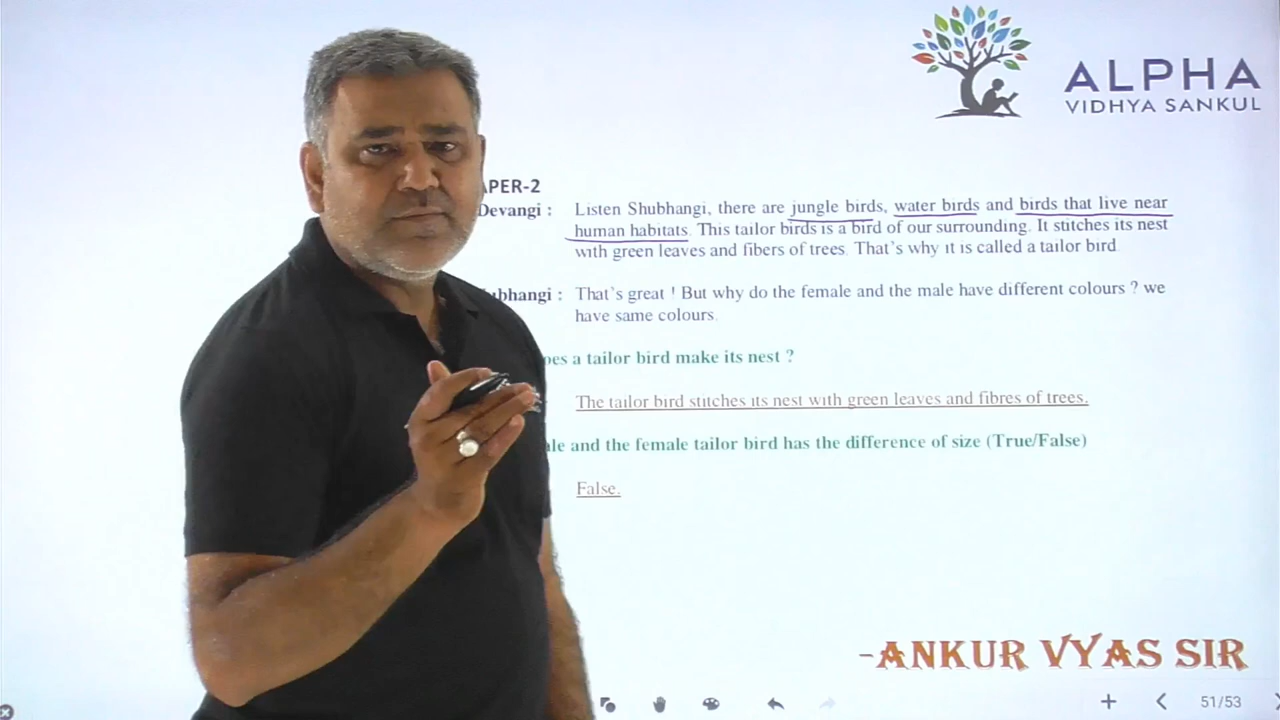 ALPHA
VIDHYA SANKUL
APER-2
Devangi : Listen Shubhangi, there are jungle birds, water birds and birds that live near
human habitats. This tailor birds is a bird of our surrounding. It stitches its nest
with green leaves and fibers of trees. That's why it is called a tailor bird
ubhangi : That's great ! But why do the female and the male have different colours ? we
have same colours.
oes a tailor bird make its nest ?
The tailor bird stitches its nest with green leaves and fibres of trees.
le and the female tailor bird has the difference of size (True/False)
False.
-ANKUR VYAS SIR
51/53